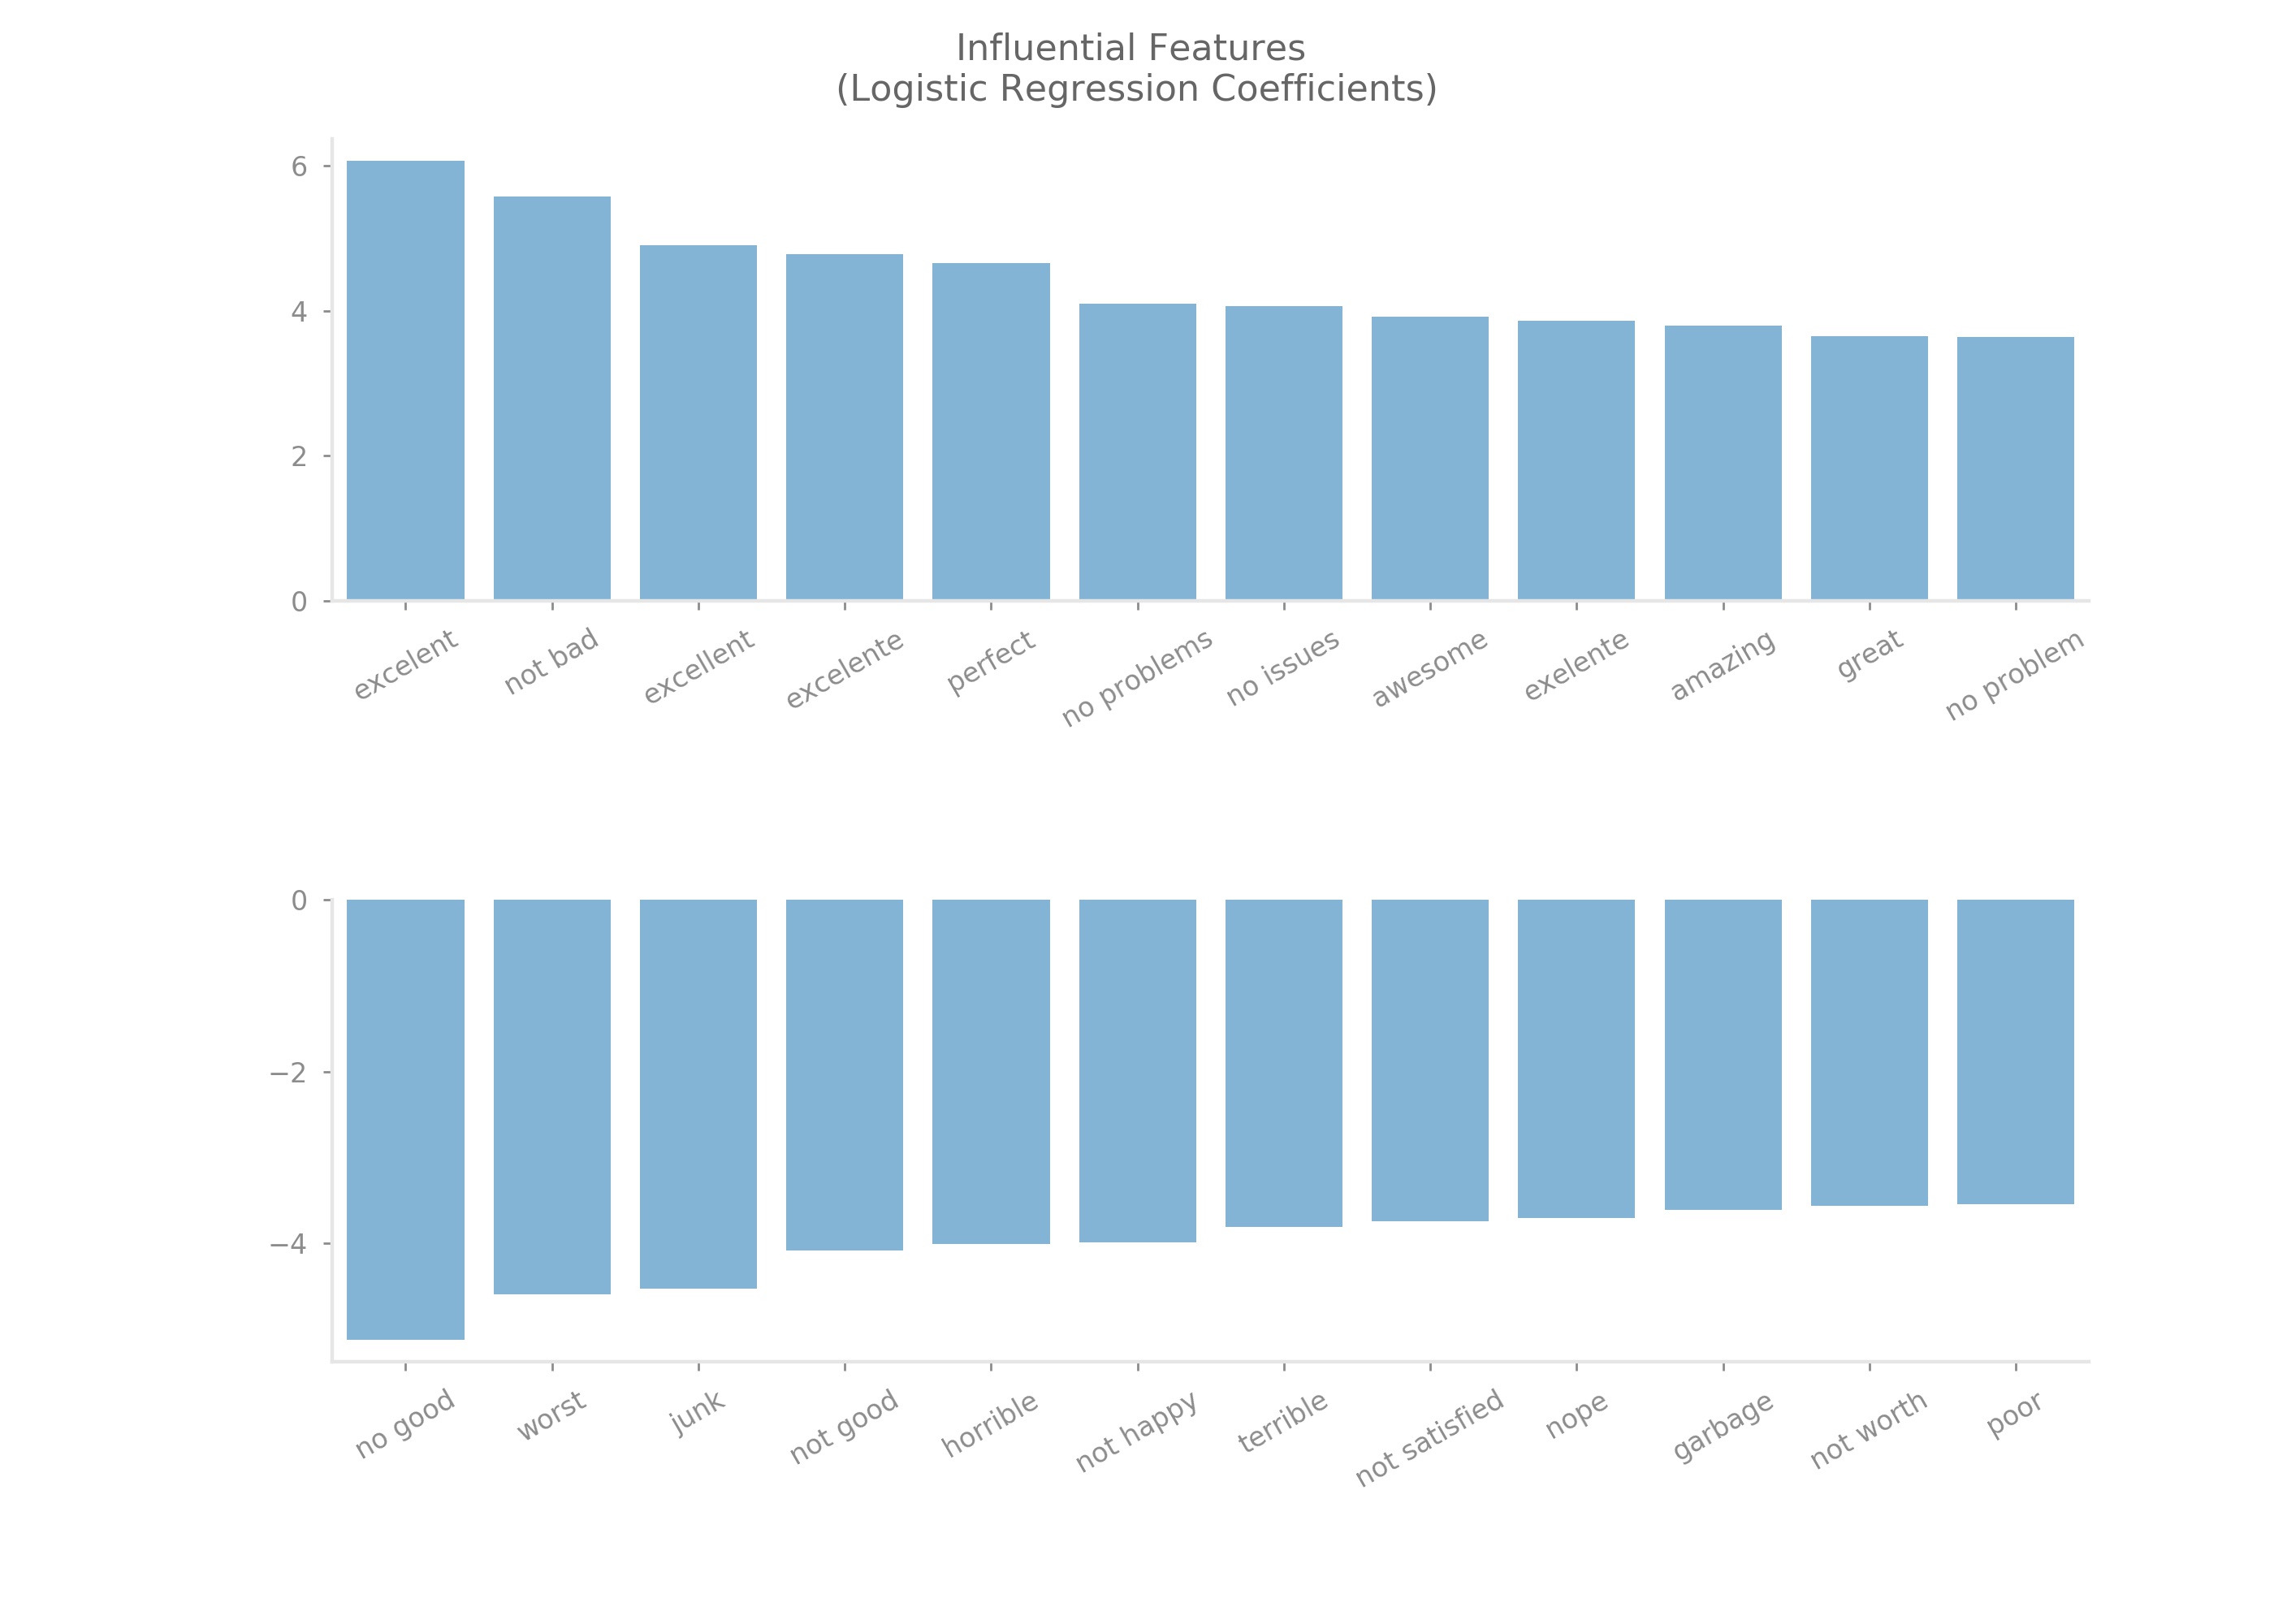 Influential Features
(Logistic Regression Coefficients)
6
4
2
0
excelent
not bad
excellent
excelente
perfect
no problems
no issues
awesome
exelente
amazing
great
no problem
0
−2
−4
no good
worst
junk
not good
horrible
not happy
terrible
not satisfied
nope
garbage
not worth
poor